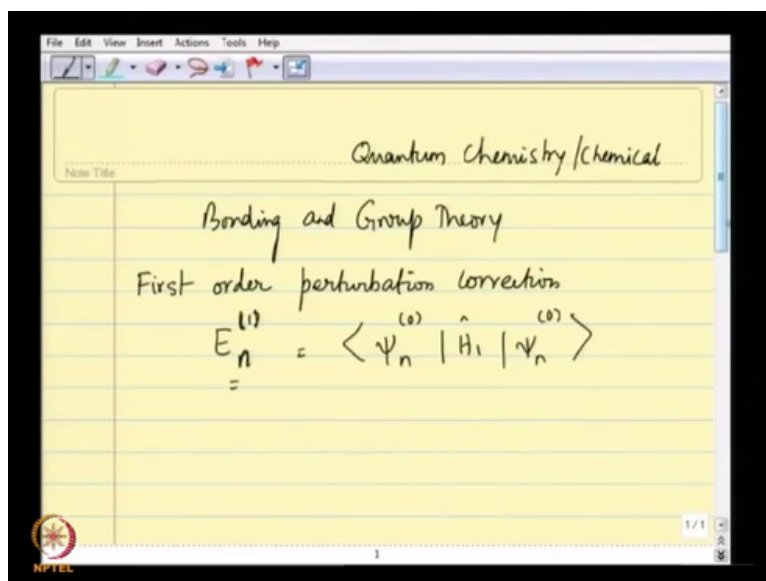 File Edit View Insert Actions Tools Help
Quantum Chemistry/Chemical
Note Title
Bonding and Group Theory
First order perturbation correction
E_n^{(1)} = < ψ_n^{(0)} | Ĥ_1 | ψ_n^{(0)} >
1/1
1
NPTEL